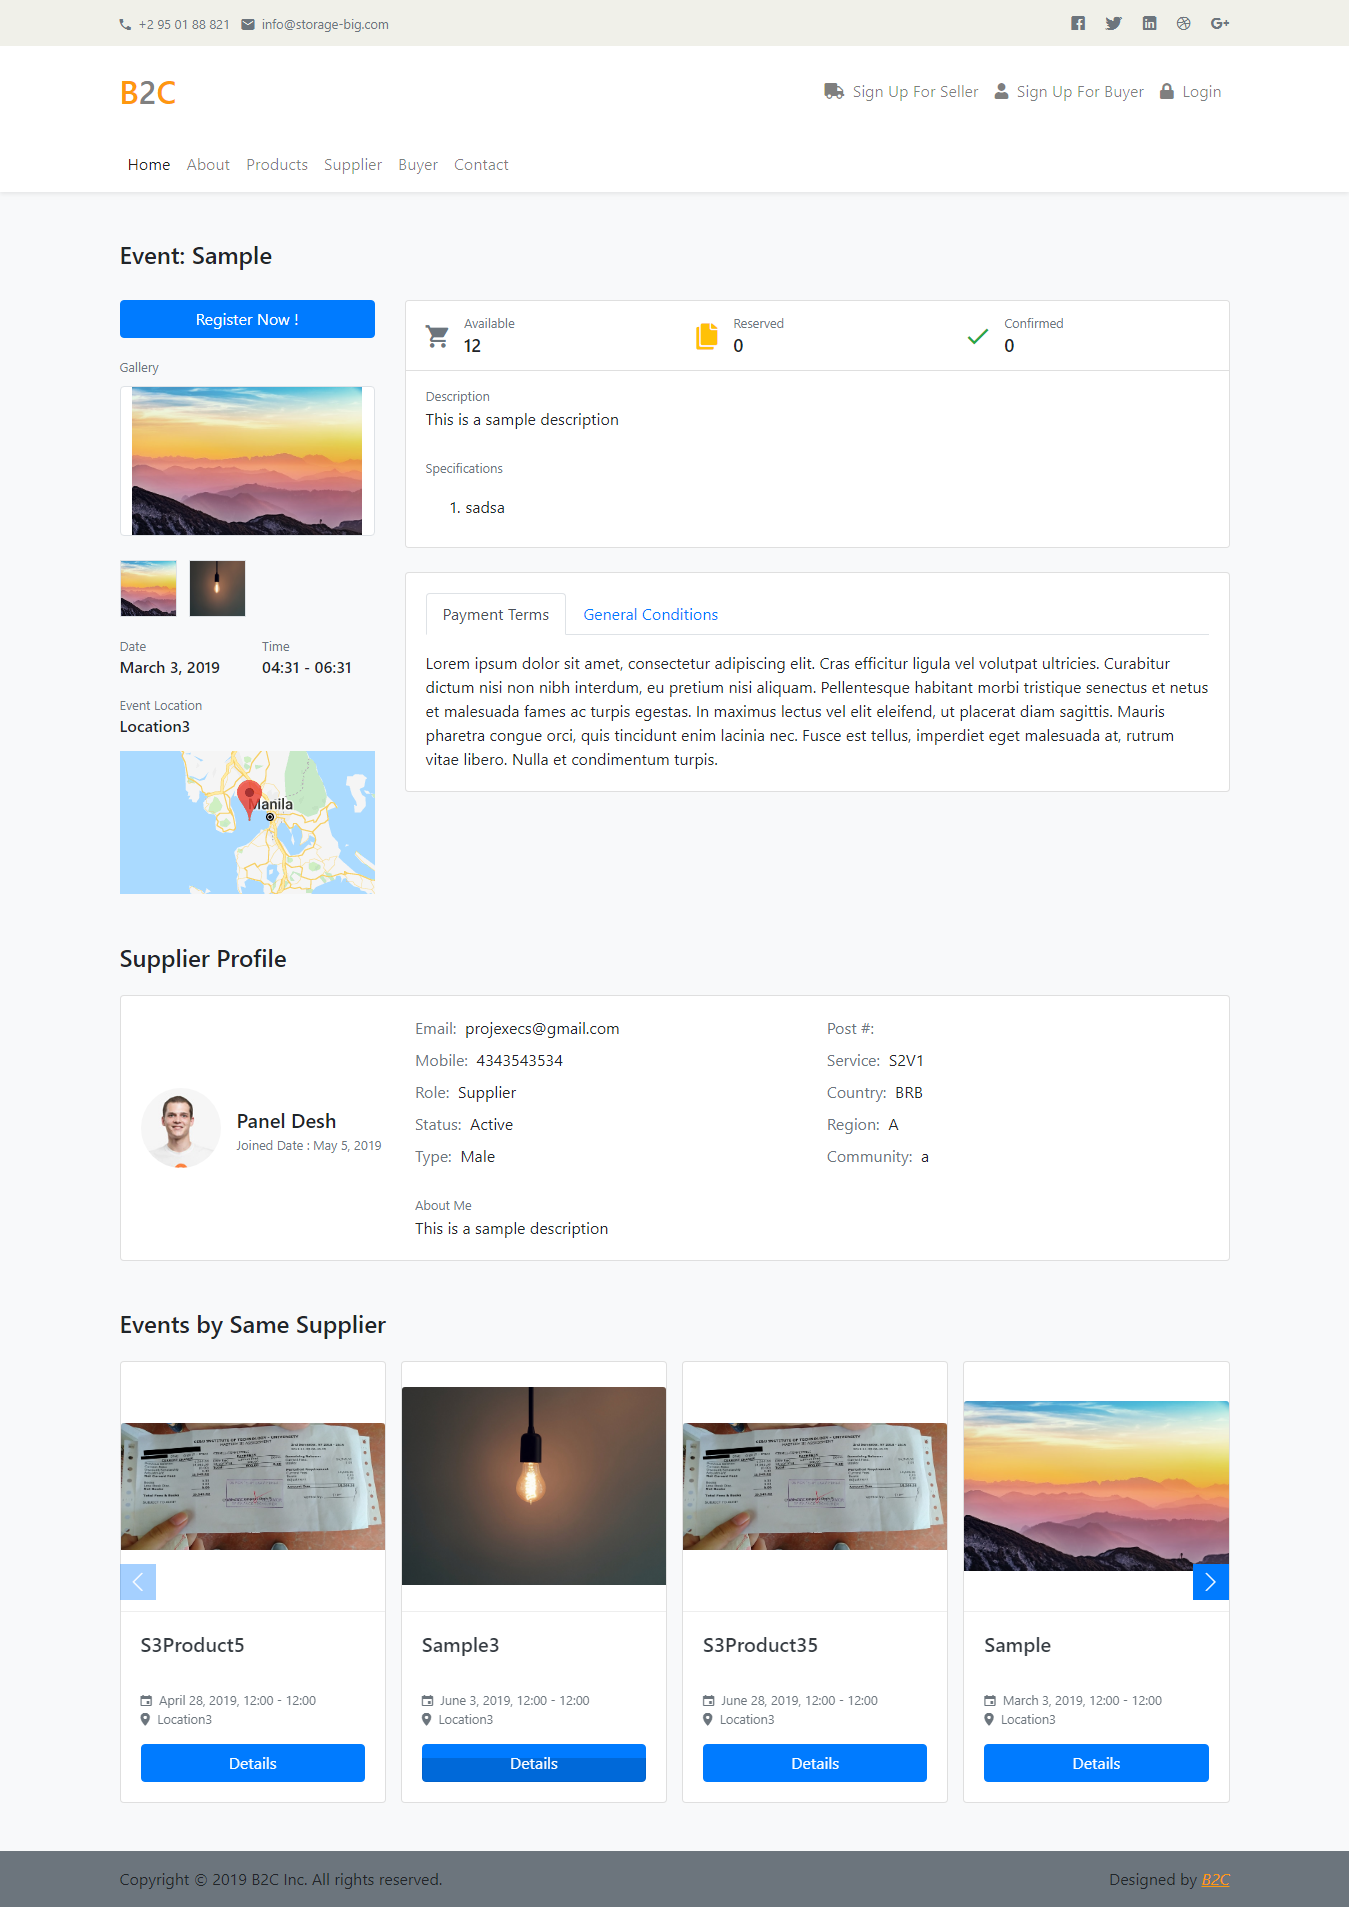 +2 95 01 88 821 info@storage-big.com
B2C
Sign Up For Seller Sign Up For Buyer Login
Home About Products Supplier Buyer Contact
Event: Sample
Register Now !
Gallery
Date Time
March 3, 2019 04:31 - 06:31
Event Location
Location3
Manila
Available Reserved Confirmed
12 0 0
Description
This is a sample description
Specifications
1. sadsa
Payment Terms General Conditions
Lorem ipsum dolor sit amet, consectetur adipiscing elit. Cras efficitur ligula vel volutpat ultricies. Curabitur
dictum nisi non nibh interdum, eu pretium nisi aliquam. Pellentesque habitant morbi tristique senectus et netus
et malesuada fames ac turpis egestas. In maximus lectus vel elit eleifend, ut placerat diam sagittis. Mauris
pharetra congue orci, quis tincidunt enim lacinia nec. Fusce est tellus, imperdiet eget malesuada at, rutrum
vitae libero. Nulla et condimentum turpis.
Supplier Profile
Panel Desh
Joined Date : May 5, 2019
Email: projexecs@gmail.com
Mobile: 4343543534
Role: Supplier
Status: Active
Type: Male
Post #:
Service: S2V1
Country: BRB
Region: A
Community: a
About Me
This is a sample description
Events by Same Supplier
S3Product5
April 28, 2019, 12:00 - 12:00
Location3
Details
Sample3
June 3, 2019, 12:00 - 12:00
Location3
Details
S3Product35
June 28, 2019, 12:00 - 12:00
Location3
Details
Sample
March 3, 2019, 12:00 - 12:00
Location3
Details
Copyright © 2019 B2C Inc. All rights reserved.
Designed by B2C